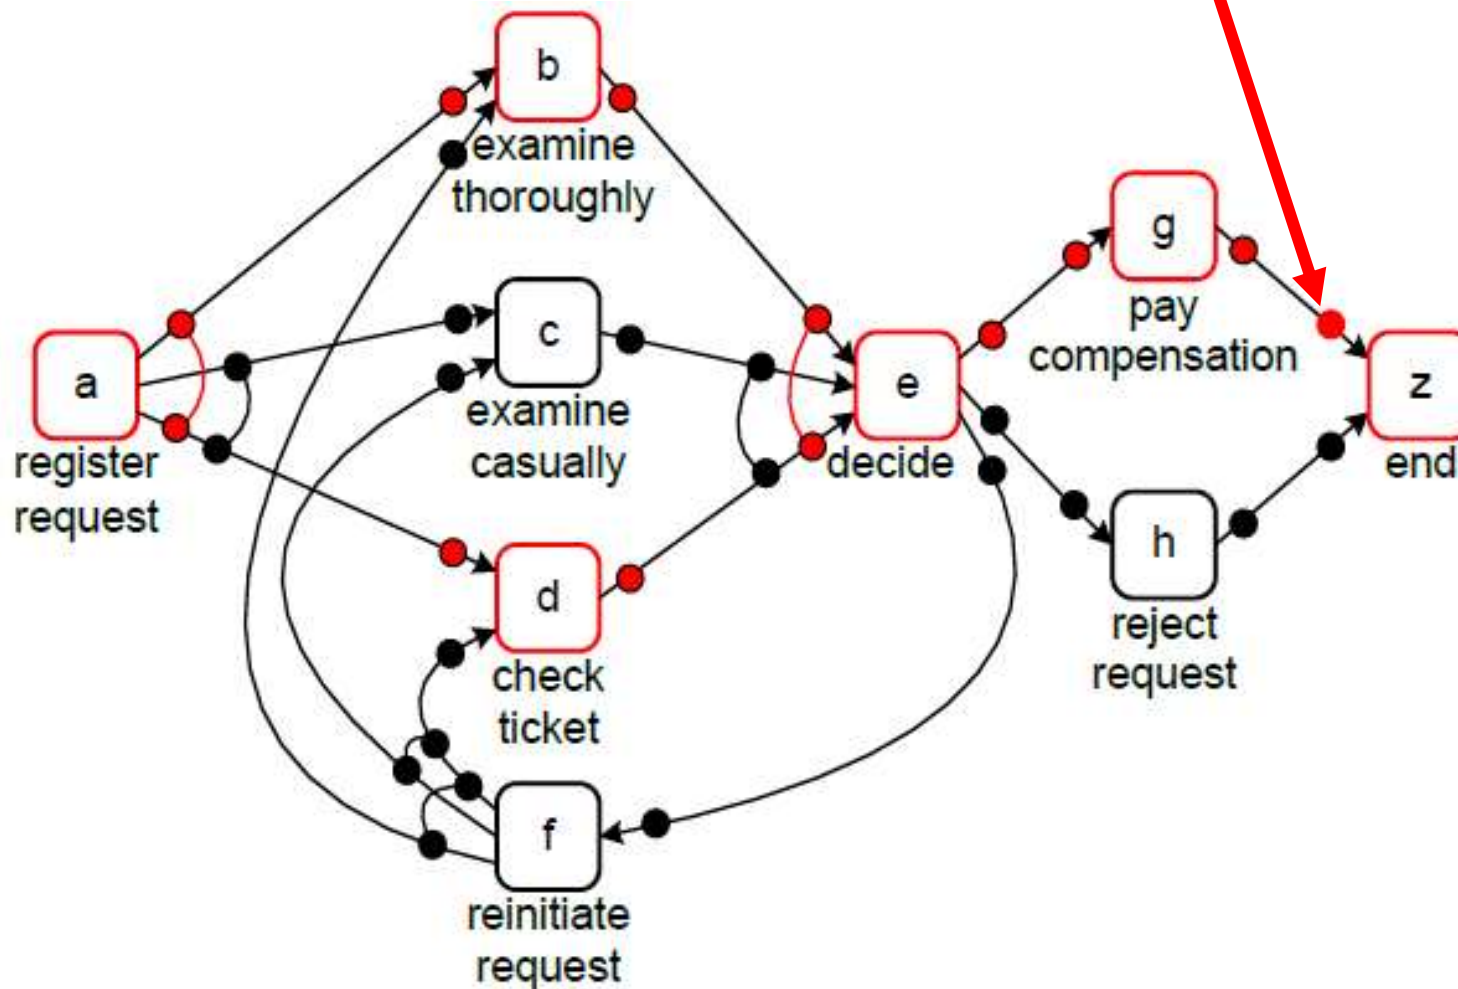 b
examine
thoroughly
g
pay
compensation
c
examine
casually
a
register
request
e
decide
z
end
d
check
ticket
h
reject
request
f
reinitiate
request